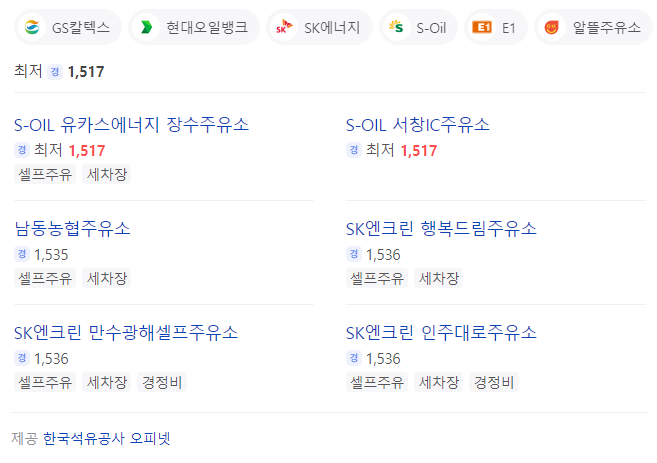 GS칼텍스 현대오일뱅크 SK SK에너지 S-Oil E1 E1 알뜰주유소
최저 경 1,517
S-OIL 유카스에너지 장수주유소
경 최저 1,517
셀프주유 세차장
S-OIL 서창IC주유소
경 최저 1,517
남동농협주유소
경 1,535
셀프주유 세차장
SK엔크린 행복드림주유소
경 1,536
셀프주유 세차장
SK엔크린 만수광해셀프주유소
경 1,536
셀프주유 세차장 경정비
SK엔크린 인주대로주유소
경 1,536
셀프주유 세차장 경정비
제공 한국석유공사 오피넷